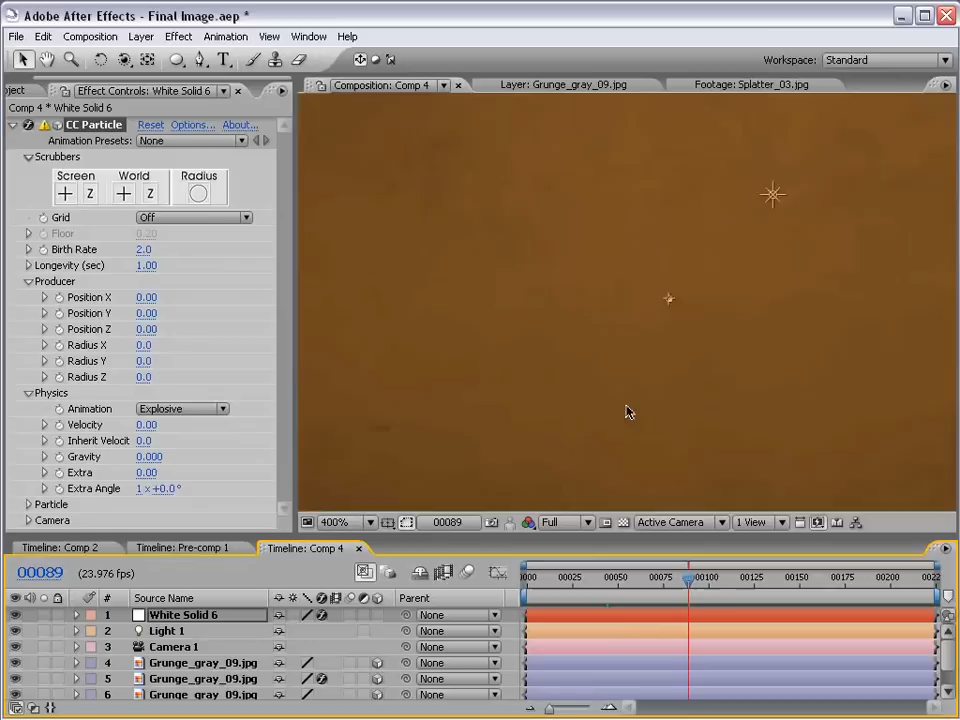 Adobe After Effects - Final Image.aep *
File Edit Composition Layer Effect Animation View Window Help
Workspace: Standard
oject Effect Controls: White Solid 6
Composition: Comp 4 Layer: Grunge_gray_09.jpg Footage: Splatter_03.jpg
Comp 4 * White Solid 6
CC Particle Reset Options... About...
Animation Presets: None
Scrubbers
Screen World Radius
Z Z
Grid Off
Floor 0.20
Birth Rate 2.0
Longevity (sec) 1.00
Producer
Position X 0.00
Position Y 0.00
Position Z 0.00
Radius X 0.0
Radius Y 0.0
Radius Z 0.0
Physics
Animation Explosive
Velocity 0.00
Inherit Velocit 0.0
Gravity 0.000
Extra 0.00
Extra Angle 1 x +0.0 °
Particle
Camera
400% 00089 Full Active Camera 1 View
Timeline: Comp 2 Timeline: Pre-comp 1 Timeline: Comp 4
00089 (23.976 fps)
0000 00025 00050 00075 00100 00125 00150 00175 00200 0022
# Source Name Parent
1 White Solid 6 None
2 Light 1 None
3 Camera 1 None
4 Grunge_gray_09.jpg None
5 Grunge_gray_09.jpg None
6 Grunge_gray_09.jpg None